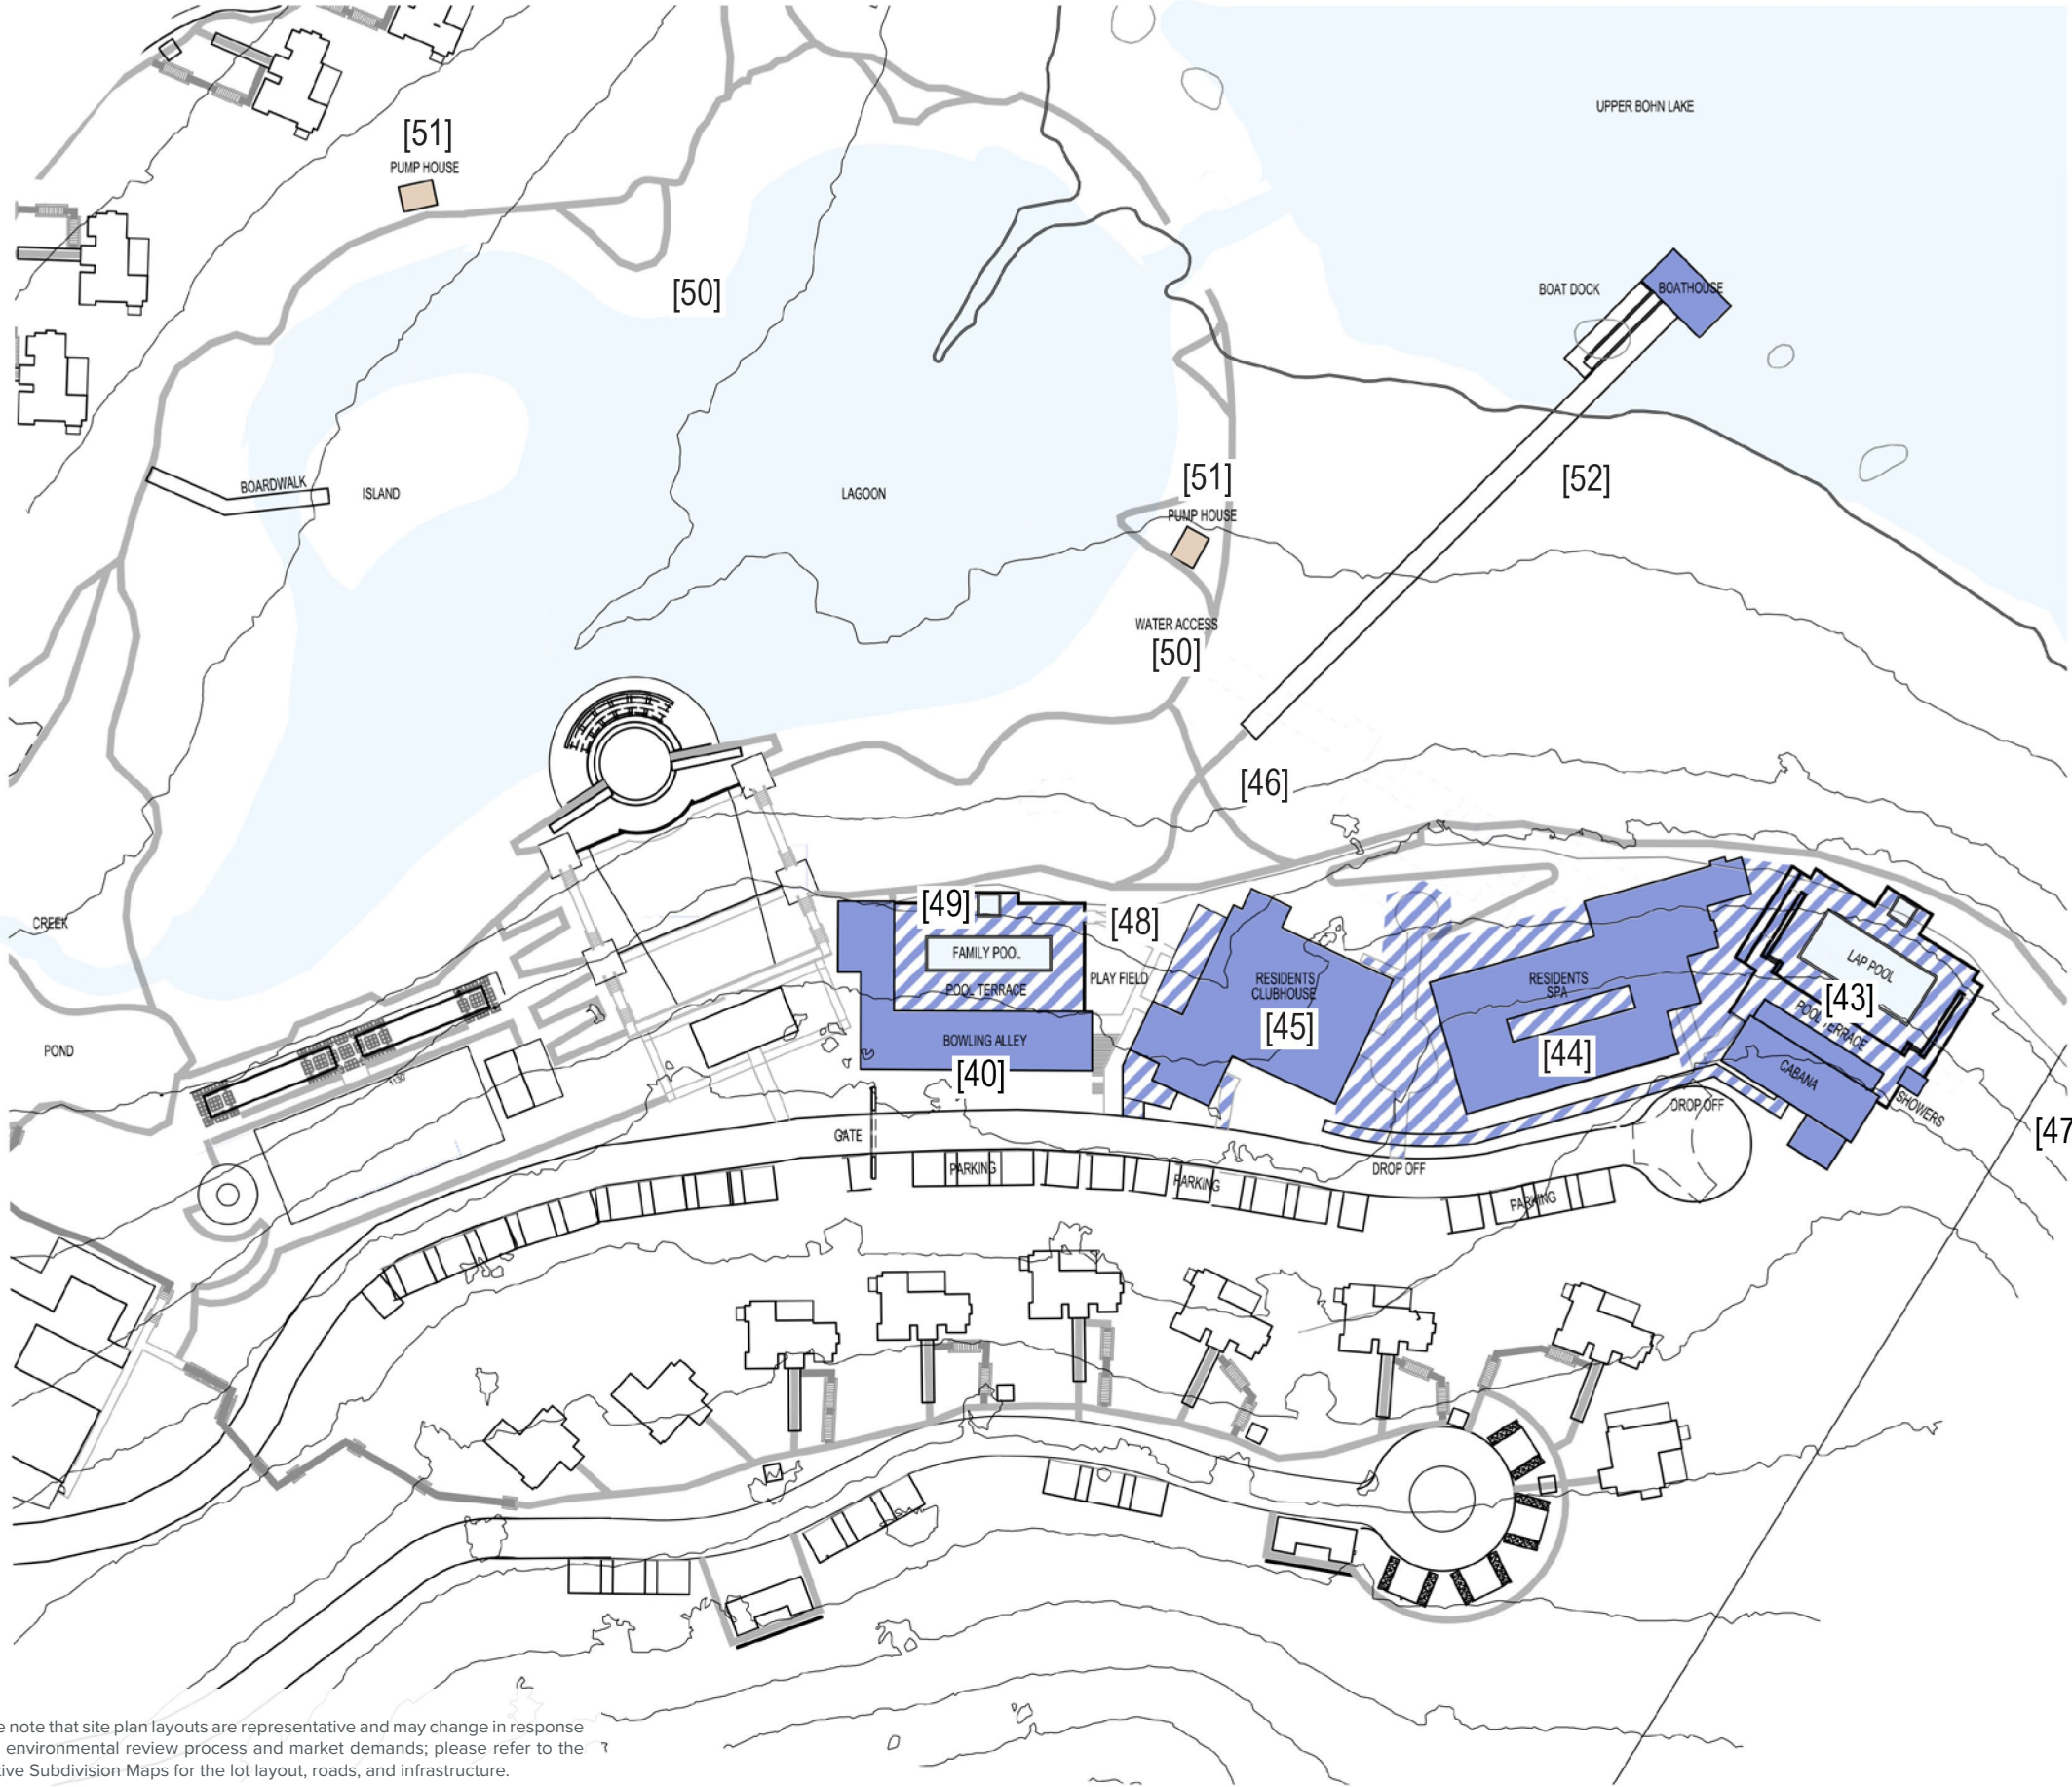 UPPER BOHN LAKE
[51]
PUMP HOUSE
[50]
BOAT DOCK
BOATHOUSE
BOARDWALK
ISLAND
LAGOON
[51]
PUMP HOUSE
[52]
WATER ACCESS
[50]
[46]
CREEK
[49]
[48]
FAMILY POOL
PLAY FIELD
POOL TERRACE
RESIDENTS
CLUBHOUSE
[45]
RESIDENTS
SPA
LAP POOL
[43]
POOL TERRACE
POND
BOWLING ALLEY
[40]
[44]
CABANA
SHOWERS
DROP OFF
[47
GATE
PARKING
PARKING
DROP OFF
PARKING
e note that site plan layouts are representative and may change in response
environmental review process and market demands; please refer to the
tive Subdivision Maps for the lot layout, roads, and infrastructure.